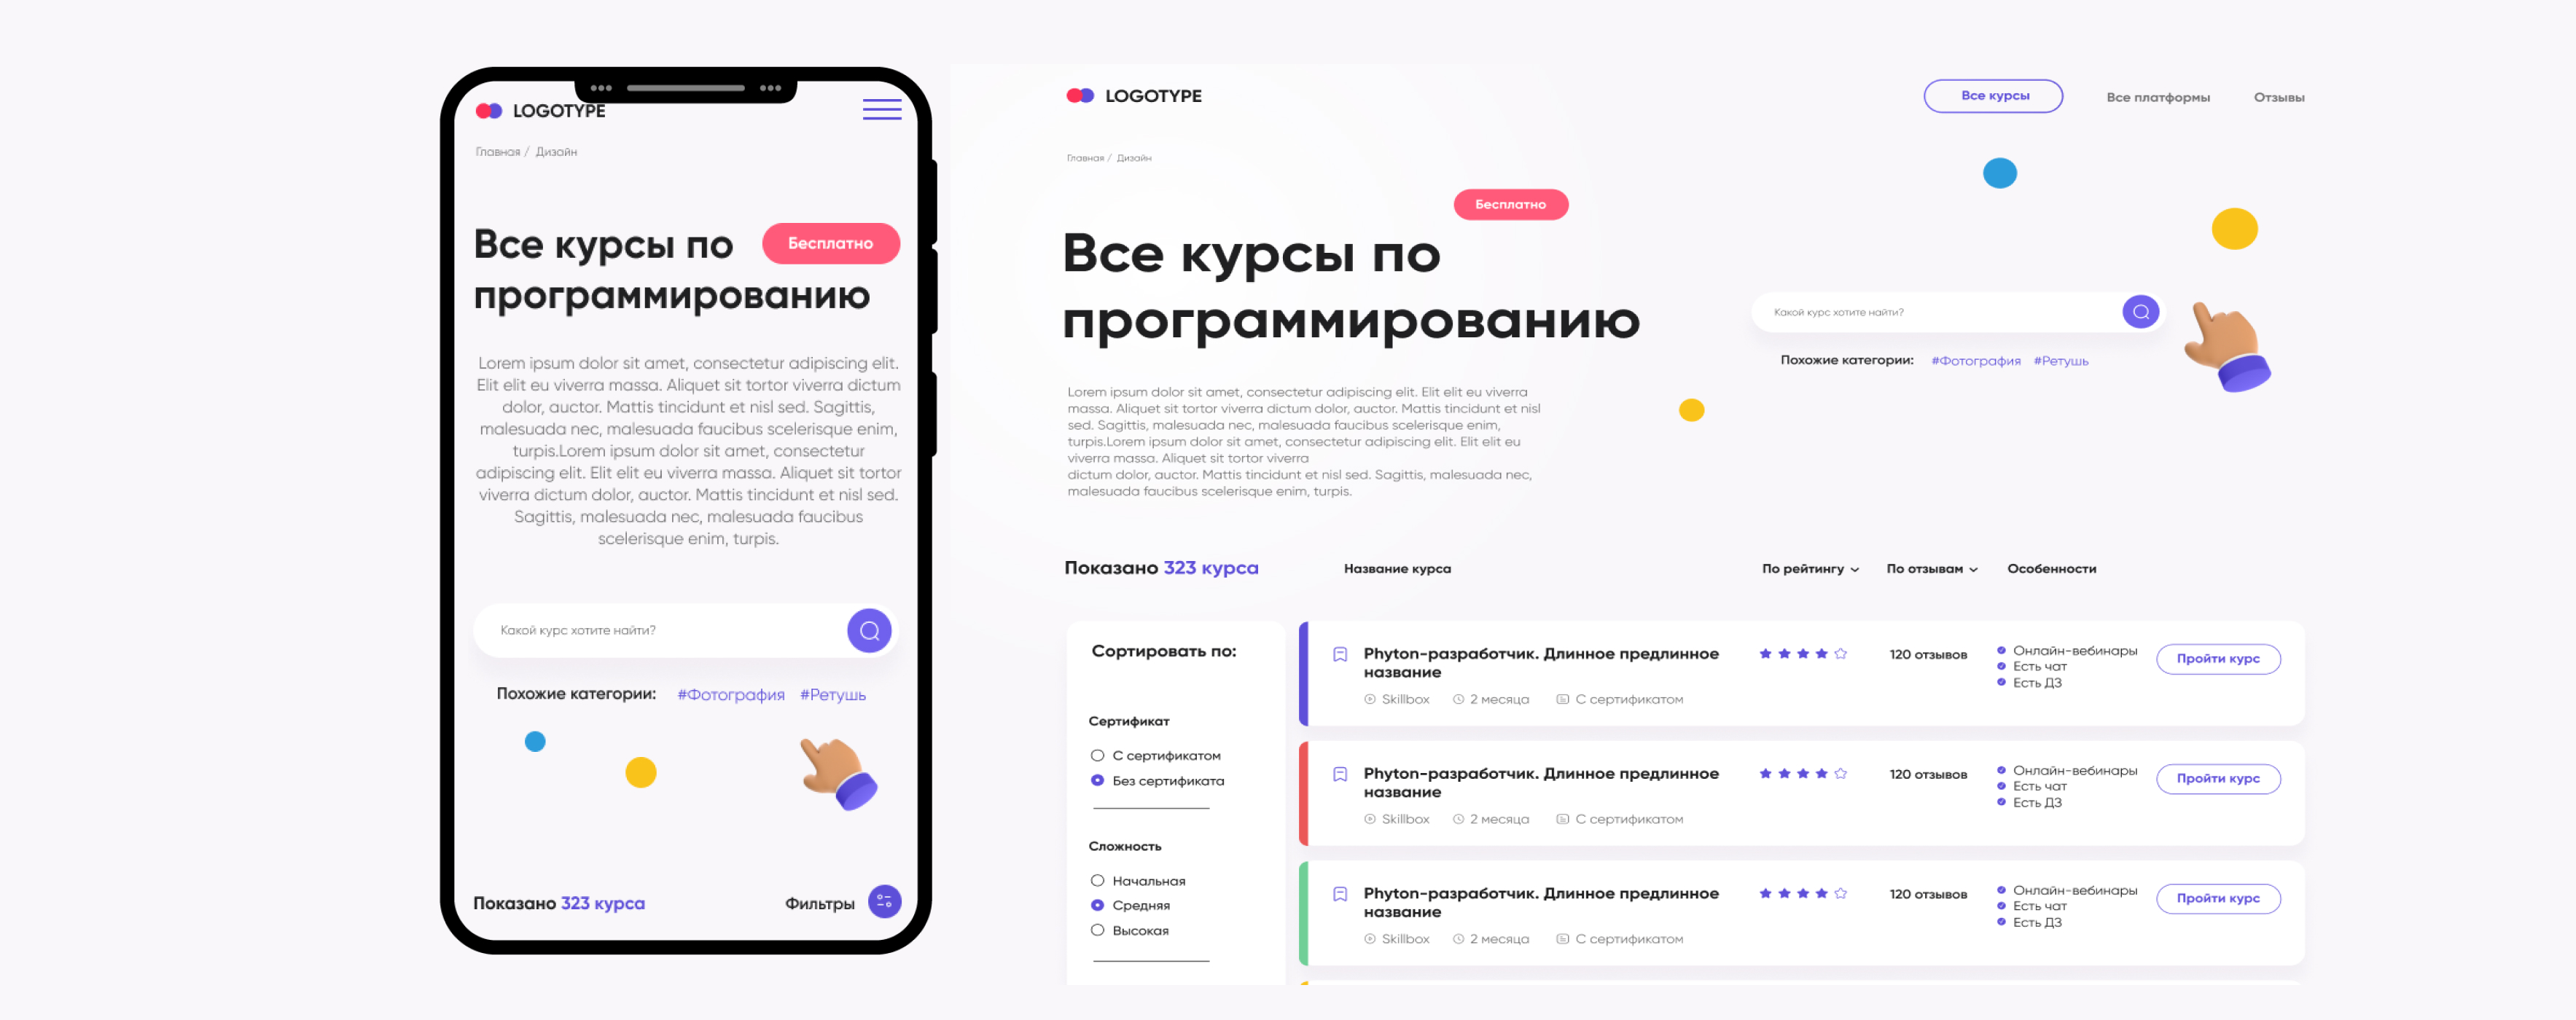 LOGOTYPE
Главная / Дизайн
Все курсы по
Бесплатно
программированию
Lorem ipsum dolor sit amet, consectetur adipiscing elit.
Elit elit eu viverra massa. Aliquet sit tortor viverra dictum
dolor, auctor. Mattis tincidunt et nisl sed. Sagittis,
malesuada nec, malesuada faucibus scelerisque enim,
turpis.Lorem ipsum dolor sit amet, consectetur
adipiscing elit. Elit elit eu viverra massa. Aliquet sit tortor
viverra dictum dolor, auctor. Mattis tincidunt et nisl sed.
Sagittis, malesuada nec, malesuada faucibus
scelerisque enim, turpis.
Какой курс хотите найти?
Похожие категории: #Фотография #Ретушь
Показано 323 курса
Фильтры
LOGOTYPE
Все курсы
Все платформы
Отзывы
Главная / Дизайн
Бесплатно
Все курсы по
программированию
Lorem ipsum dolor sit amet, consectetur adipiscing elit. Elit elit eu viverra
massa. Aliquet sit tortor viverra dictum dolor, auctor. Mattis tincidunt et nisl
sed. Sagittis, malesuada nec, malesuada faucibus scelerisque enim,
turpis.Lorem ipsum dolor sit amet, consectetur adipiscing elit. Elit elit eu
viverra massa. Aliquet sit tortor viverra
dictum dolor, auctor. Mattis tincidunt et nisl sed. Sagittis, malesuada nec,
malesuada faucibus scelerisque enim, turpis.
Какой курс хотите найти?
Похожие категории: #Фотография #Ретушь
Показано 323 курса
Название курса
По рейтингу
По отзывам
Особенности
Сортировать по:
Сертификат
С сертификатом
Без сертификата
Сложность
Начальная
Средняя
Высокая
Phyton-разработчик. Длинное предлинное
название
Skillbox
2 месяца
С сертификатом
120 отзывов
Онлайн-вебинары
Есть чат
Есть ДЗ
Пройти курс
Phyton-разработчик. Длинное предлинное
название
Skillbox
2 месяца
С сертификатом
120 отзывов
Онлайн-вебинары
Есть чат
Есть ДЗ
Пройти курс
Phyton-разработчик. Длинное предлинное
название
Skillbox
2 месяца
С сертификатом
120 отзывов
Онлайн-вебинары
Есть чат
Есть ДЗ
Пройти курс